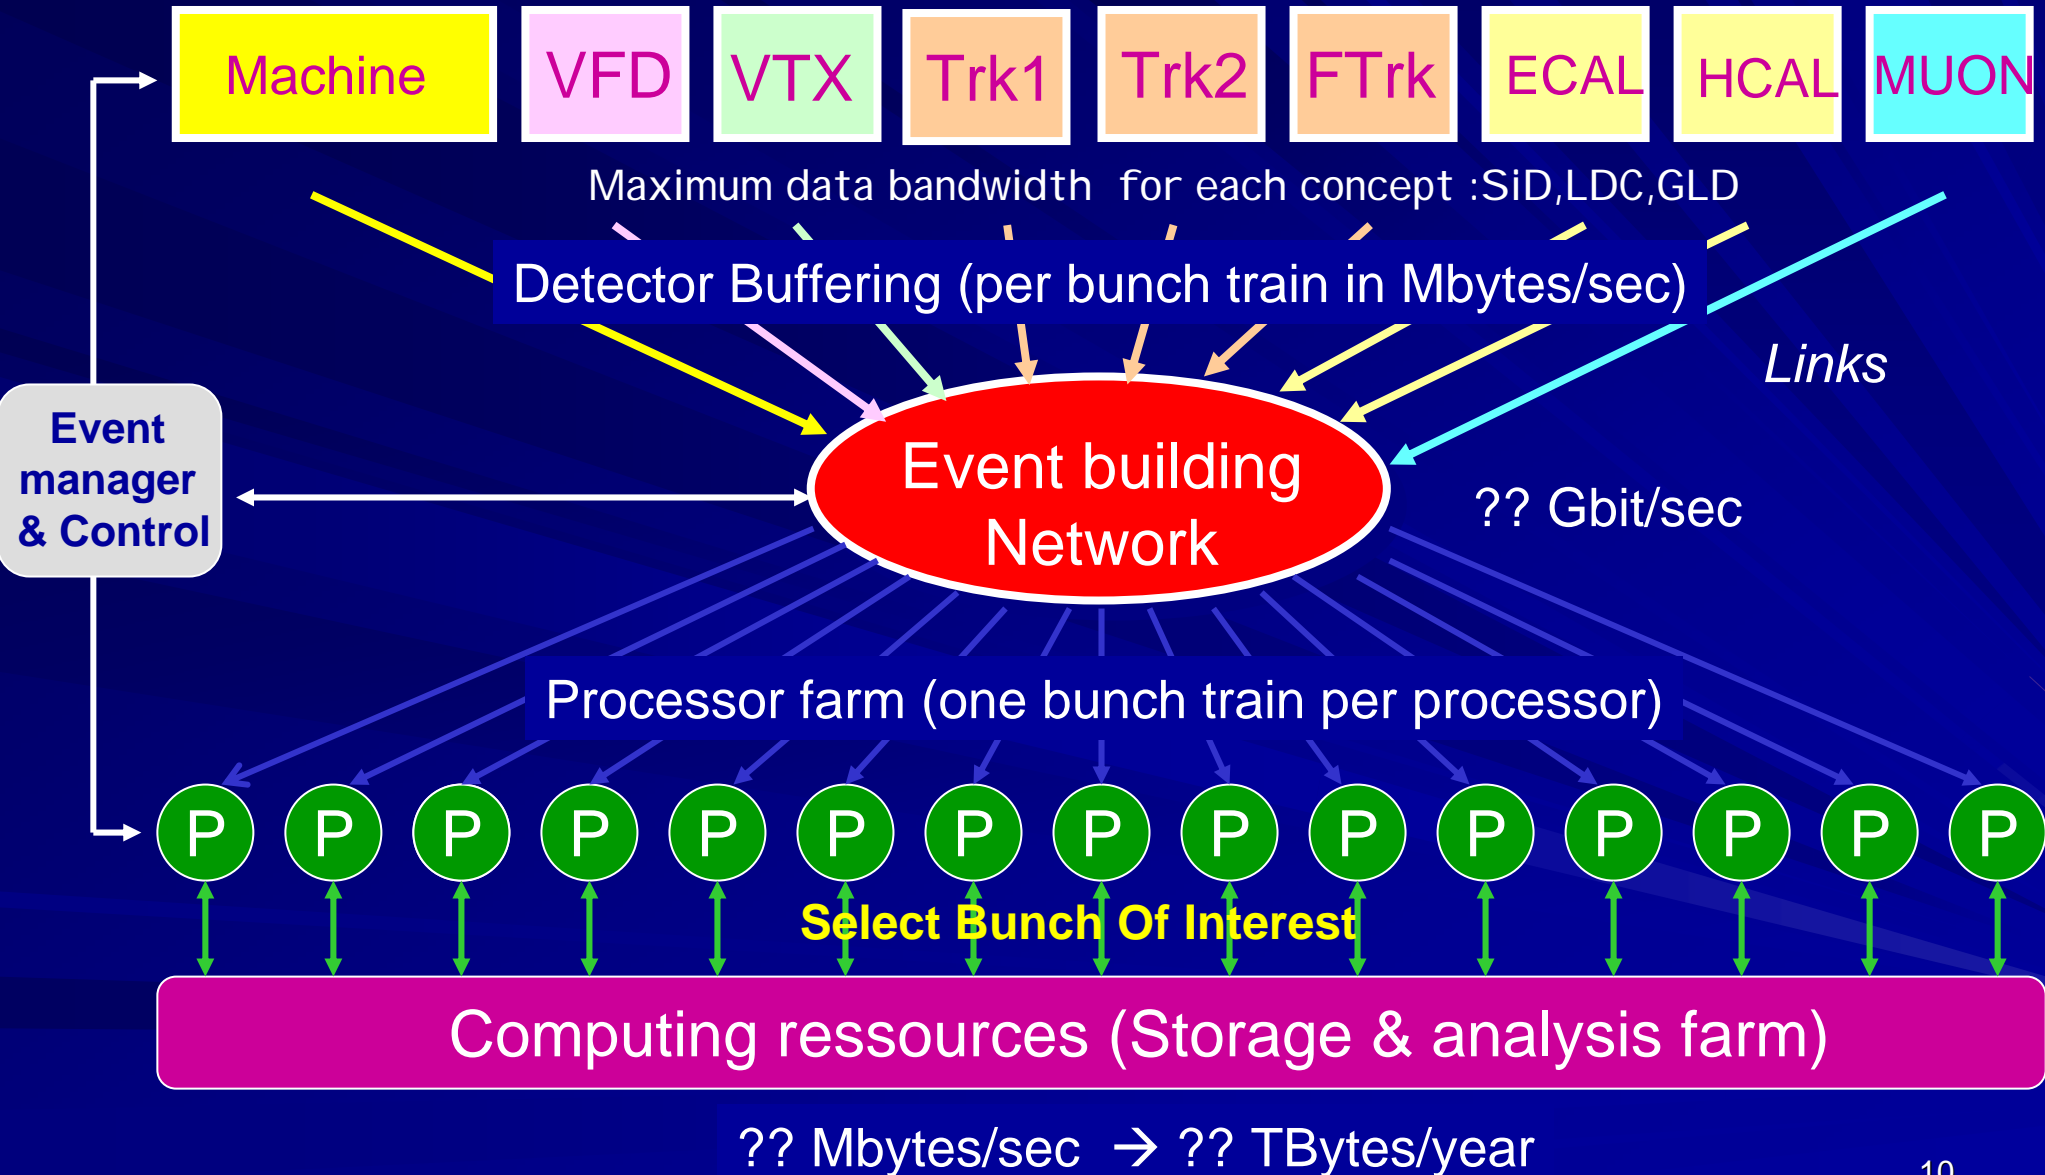 Machine
VFD
VTX
Trk1
Trk2
FTrk
ECAL
HCAL
MUON
Maximum data bandwidth for each concept :SiD,LDC,GLD
Detector Buffering (per bunch train in Mbytes/sec)
Links
Event
manager
& Control
Event building
Network
?? Gbit/sec
Processor farm (one bunch train per processor)
P P P P P P P P P P P P P P P
Select Bunch Of Interest
Computing ressources (Storage & analysis farm)
?? Mbytes/sec → ?? TBytes/year
10